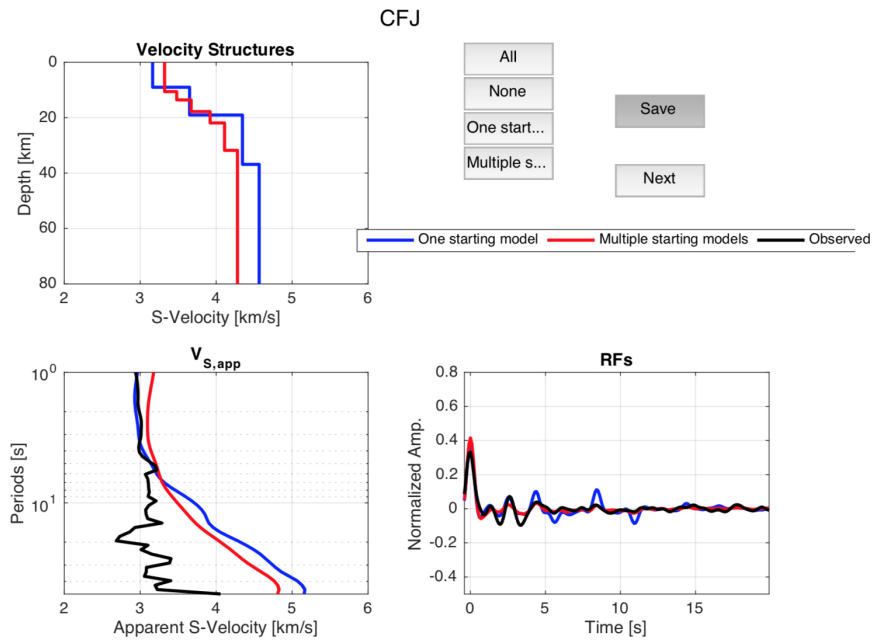 CFJ
Velocity Structures
0
20
40
60
80
Depth [km]
2 3 4 5 6
S-Velocity [km/s]
All
None
One start...
Multiple s...
Save
Next
One starting model Multiple starting models Observed
V S,app
10^0
10^1
Periods [s]
2 3 4 5 6
Apparent S-Velocity [km/s]
RFs
0.8
0.6
0.4
0.2
0
-0.2
-0.4
Normalized Amp.
0 5 10 15
Time [s]